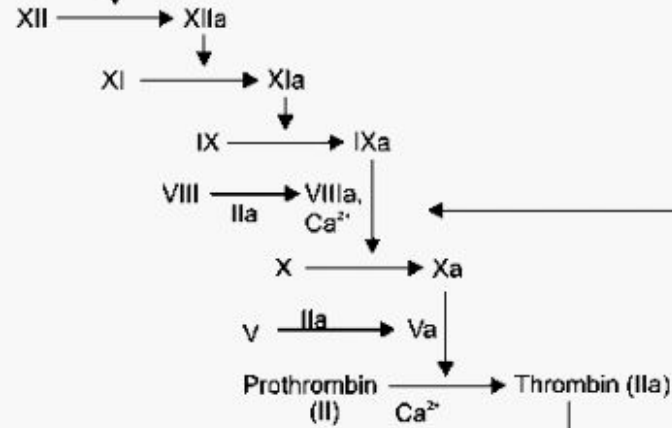 XII XIIa
XI XIa
IX IXa
VIII VIIIa,
IIa Ca²⁺
X Xa
IIa
V Va
Prothrombin Thrombin (IIa)
(II) Ca²⁺